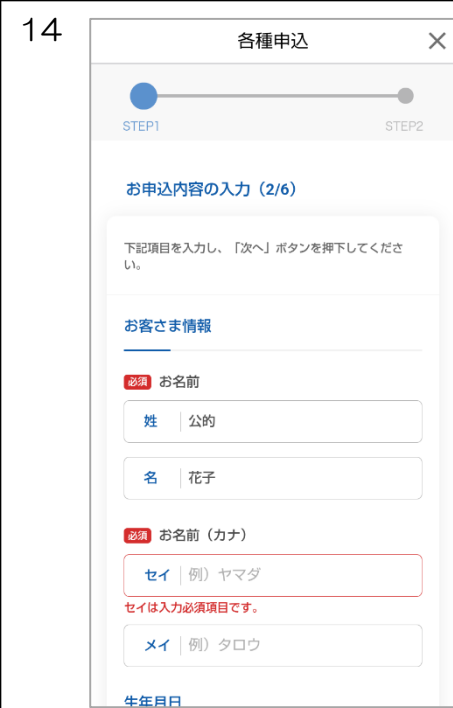 14
各種申込
STEP1
STEP2
お申込内容の入力（2/6）
下記項目を入力し、「次へ」ボタンを押下してくださ
い。
お客さま情報
必須 お名前
姓 公的
名 花子
必須 お名前（カナ）
セイ 例）ヤマダ
セイは入力必須項目です。
メイ 例）タロウ
生年月日